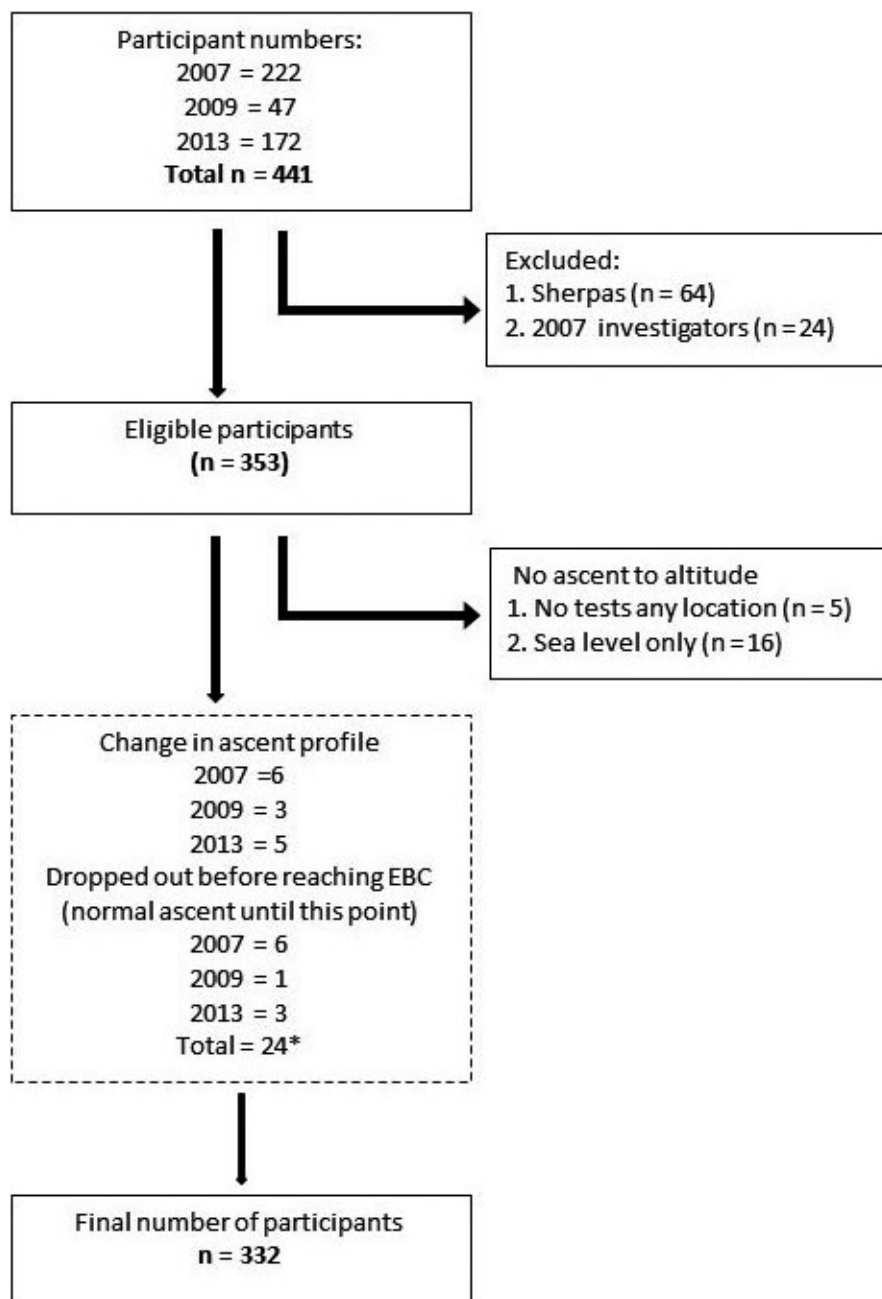 Participant numbers:
2007 = 222
2009 = 47
2013 = 172
Total n = 441
Excluded:
1. Sherpas (n = 64)
2. 2007 investigators (n = 24)
Eligible participants
(n = 353)
No ascent to altitude
1. No tests any location (n = 5)
2. Sea level only (n = 16)
Change in ascent profile
2007 =6
2009 = 3
2013 = 5
Dropped out before reaching EBC
(normal ascent until this point)
2007 = 6
2009 = 1
2013 = 3
Total = 24*
Final number of participants
n = 332